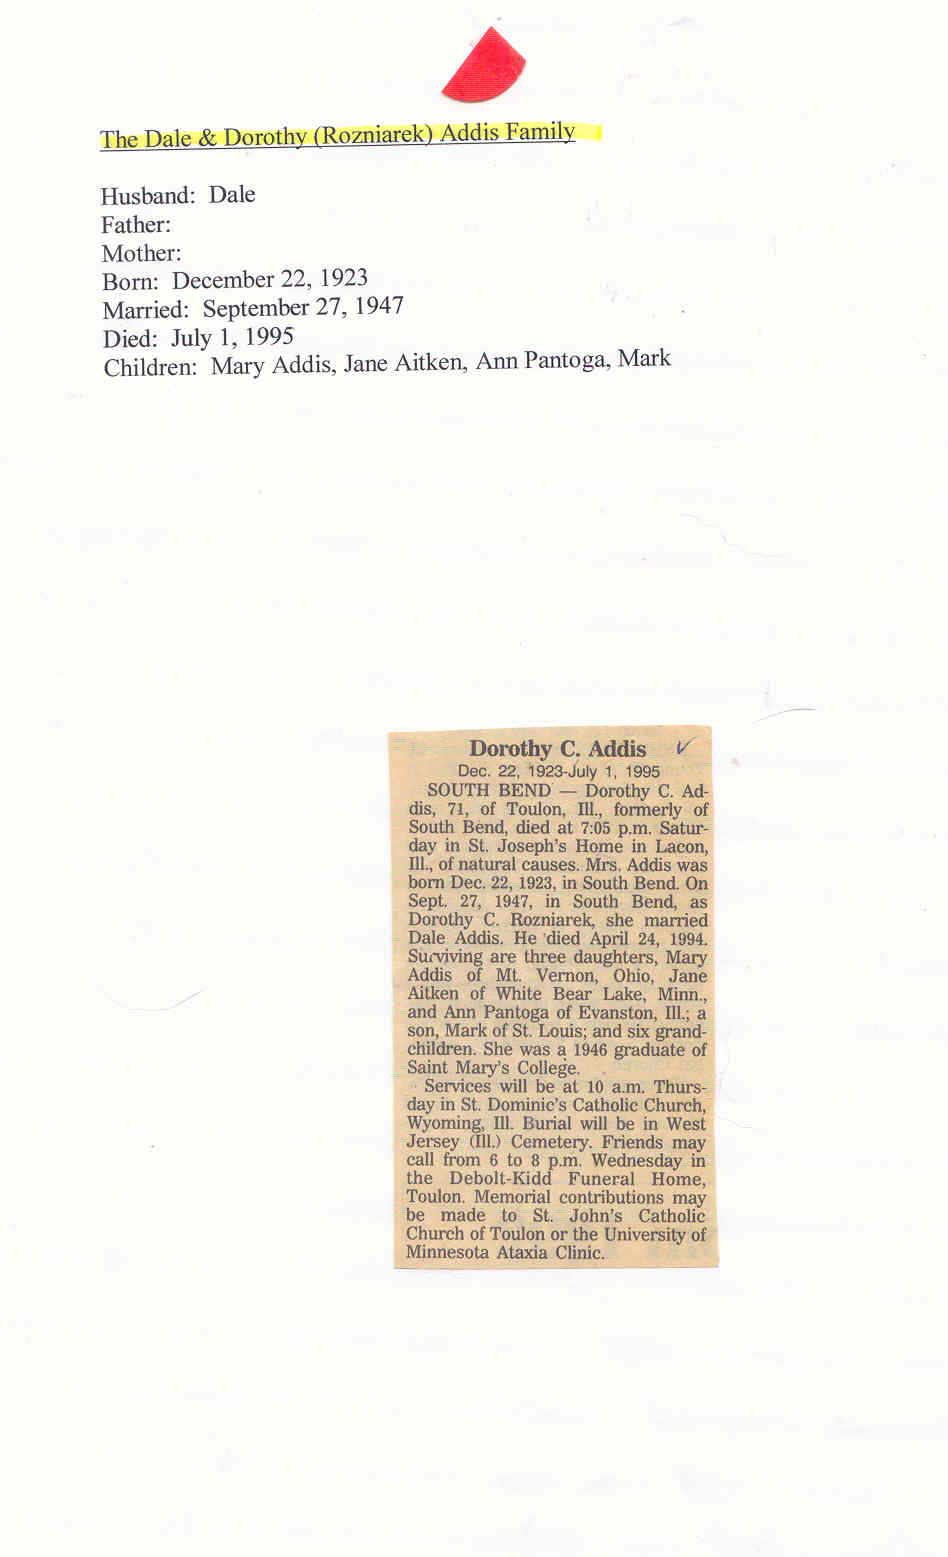 The Dale & Dorothy (Rozniarek) Addis Family
Husband: Dale
Father:
Mother:
Born: December 22, 1923
Married: September 27, 1947
Died: July 1, 1995
Children: Mary Addis, Jane Aitken, Ann Pantoga, Mark
Dorothy C. Addis
Dec. 22, 1923-July 1, 1995
SOUTH BEND — Dorothy C. Ad-
dis, 71, of Toulon, Ill., formerly of
South Bend, died at 7:05 p.m. Satur-
day in St. Joseph's Home in Lacon,
Ill., of natural causes. Mrs. Addis was
born Dec. 22, 1923, in South Bend. On
Sept. 27, 1947, in South Bend, as
Dorothy C. Rozniarek, she married
Dale Addis. He died April 24, 1994.
Surviving are three daughters, Mary
Addis of Mt. Vernon, Ohio, Jane
Aitken of White Bear Lake, Minn.,
and Ann Pantoga of Evanston, Ill.; a
son, Mark of St. Louis; and six grand-
children. She was a 1946 graduate of
Saint Mary's College.
Services will be at 10 a.m. Thurs-
day in St. Dominic's Catholic Church,
Wyoming, Ill. Burial will be in West
Jersey (Ill.) Cemetery. Friends may
call from 6 to 8 p.m. Wednesday in
the Debolt-Kidd Funeral Home,
Toulon. Memorial contributions may
be made to St. John's Catholic
Church of Toulon or the University of
Minnesota Ataxia Clinic.